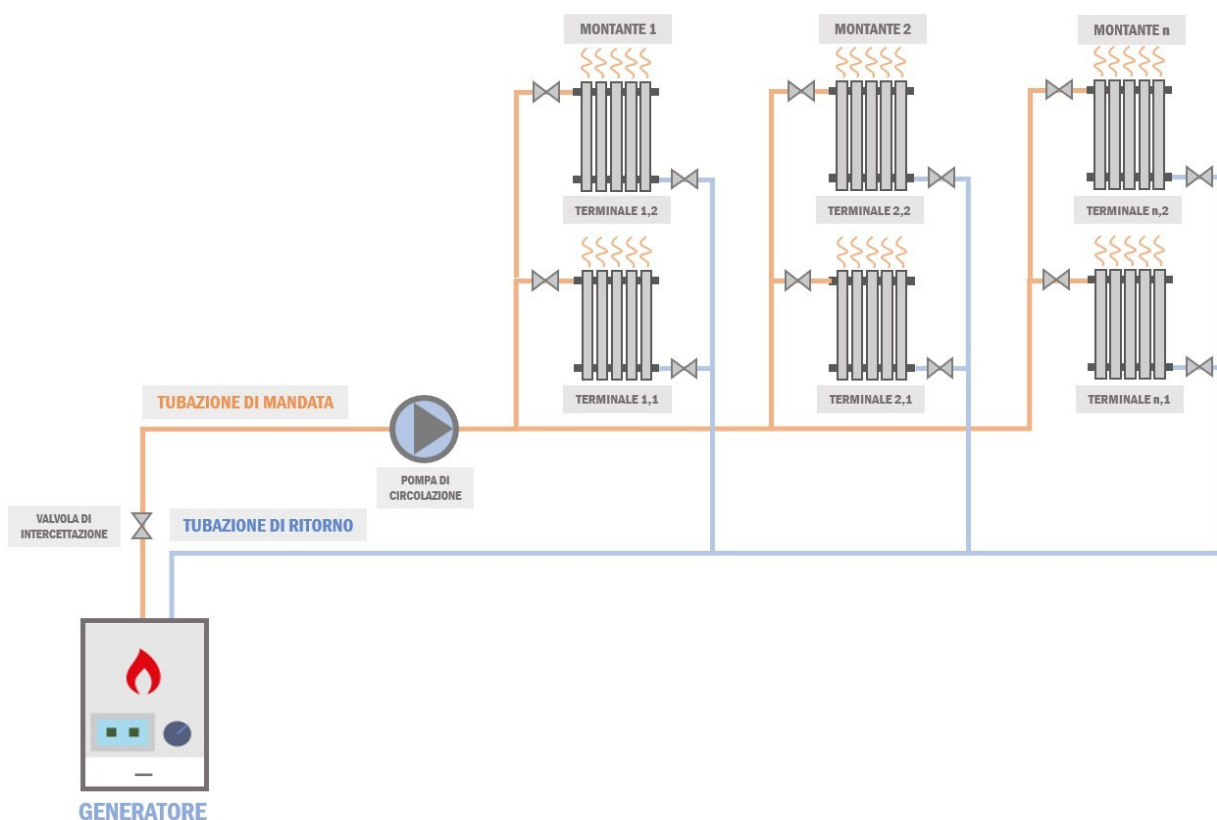 MONTANTE 1
MONTANTE 2
MONTANTE n
TERMINALE 1,2
TERMINALE 2,2
TERMINALE n,2
TERMINALE 1,1
TERMINALE 2,1
TERMINALE n,1
TUBAZIONE DI MANDATA
POMPA DI
CIRCOLAZIONE
VALVOLA DI
INTERCETTAZIONE
TUBAZIONE DI RITORNO
GENERATORE